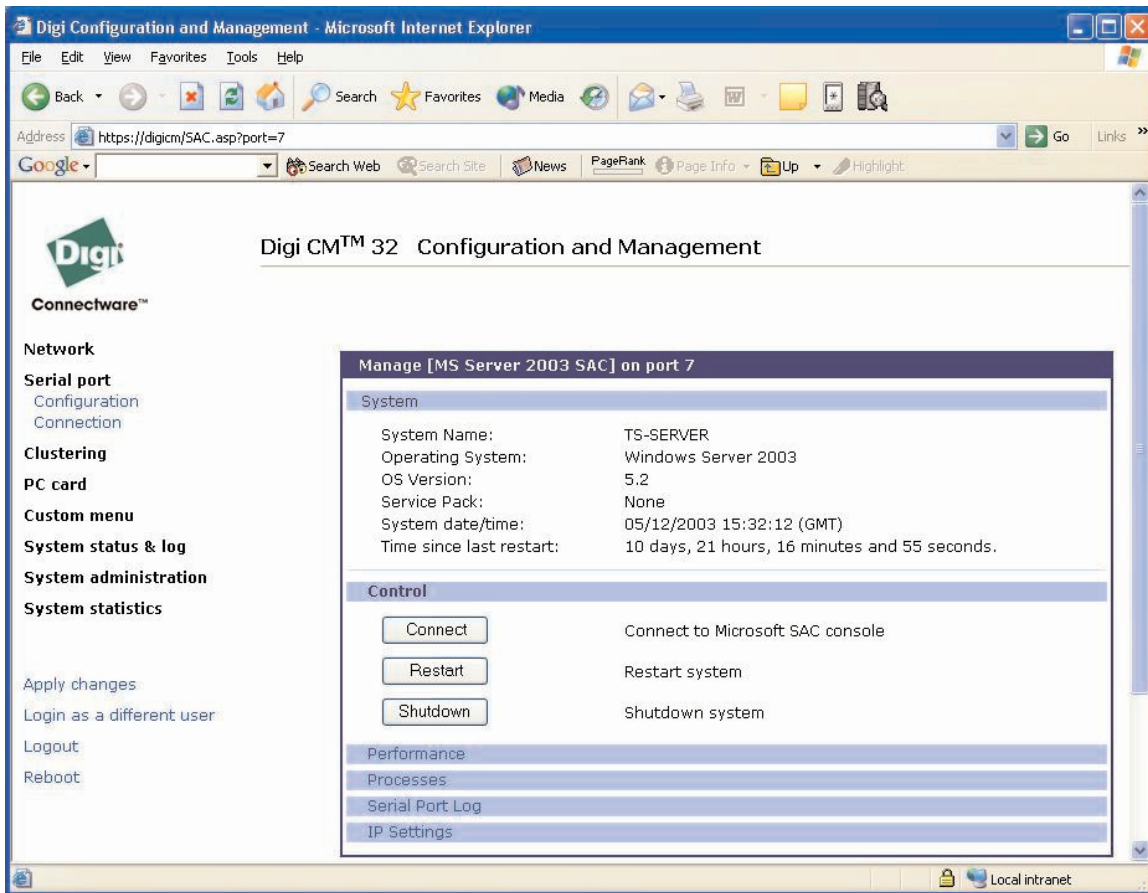 Digi Configuration and Management - Microsoft Internet Explorer
File Edit View Favorites Tools Help
Back Search Favorites Media
Address https://digicm/SAC.asp?port=7 Go Links »
Google Search Web Search Site News PageRank Page Info Up Highlight
Digi
Connectware™
Digi CM™ 32 Configuration and Management
Network
Serial port
Configuration
Connection
Clustering
PC card
Custom menu
System status & log
System administration
System statistics
Apply changes
Login as a different user
Logout
Reboot
Manage [MS Server 2003 SAC] on port 7
System
System Name: TS-SERVER
Operating System: Windows Server 2003
OS Version: 5.2
Service Pack: None
System date/time: 05/12/2003 15:32:12 (GMT)
Time since last restart: 10 days, 21 hours, 16 minutes and 55 seconds.
Control
Connect Connect to Microsoft SAC console
Restart Restart system
Shutdown Shutdown system
Performance
Processes
Serial Port Log
IP Settings
Local intranet